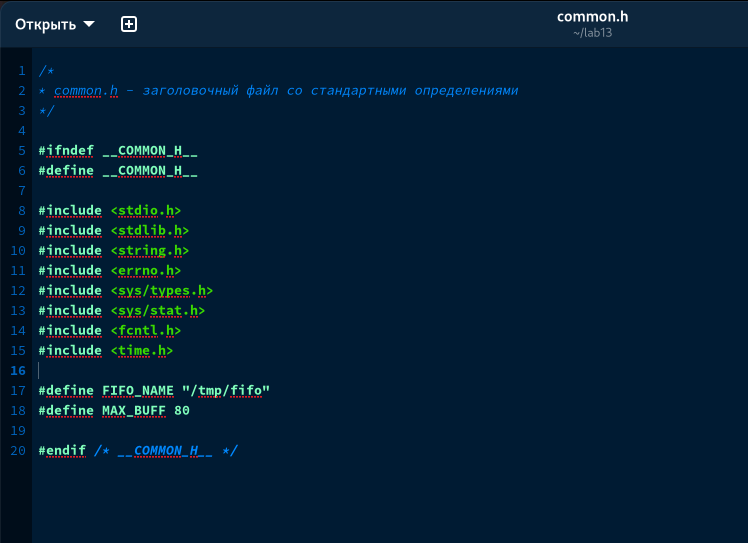 Открыть
common.h
~/lab13
1 /*
2 * common.h - заголовочный файл со стандартными определениями
3 */
4
5 #ifndef __COMMON_H__
6 #define __COMMON_H__
7
8 #include <stdio.h>
9 #include <stdlib.h>
10 #include <string.h>
11 #include <errno.h>
12 #include <sys/types.h>
13 #include <sys/stat.h>
14 #include <fcntl.h>
15 #include <time.h>
16
17 #define FIFO_NAME "/tmp/fifo"
18 #define MAX_BUFF 80
19
20 #endif /* __COMMON_H__ */